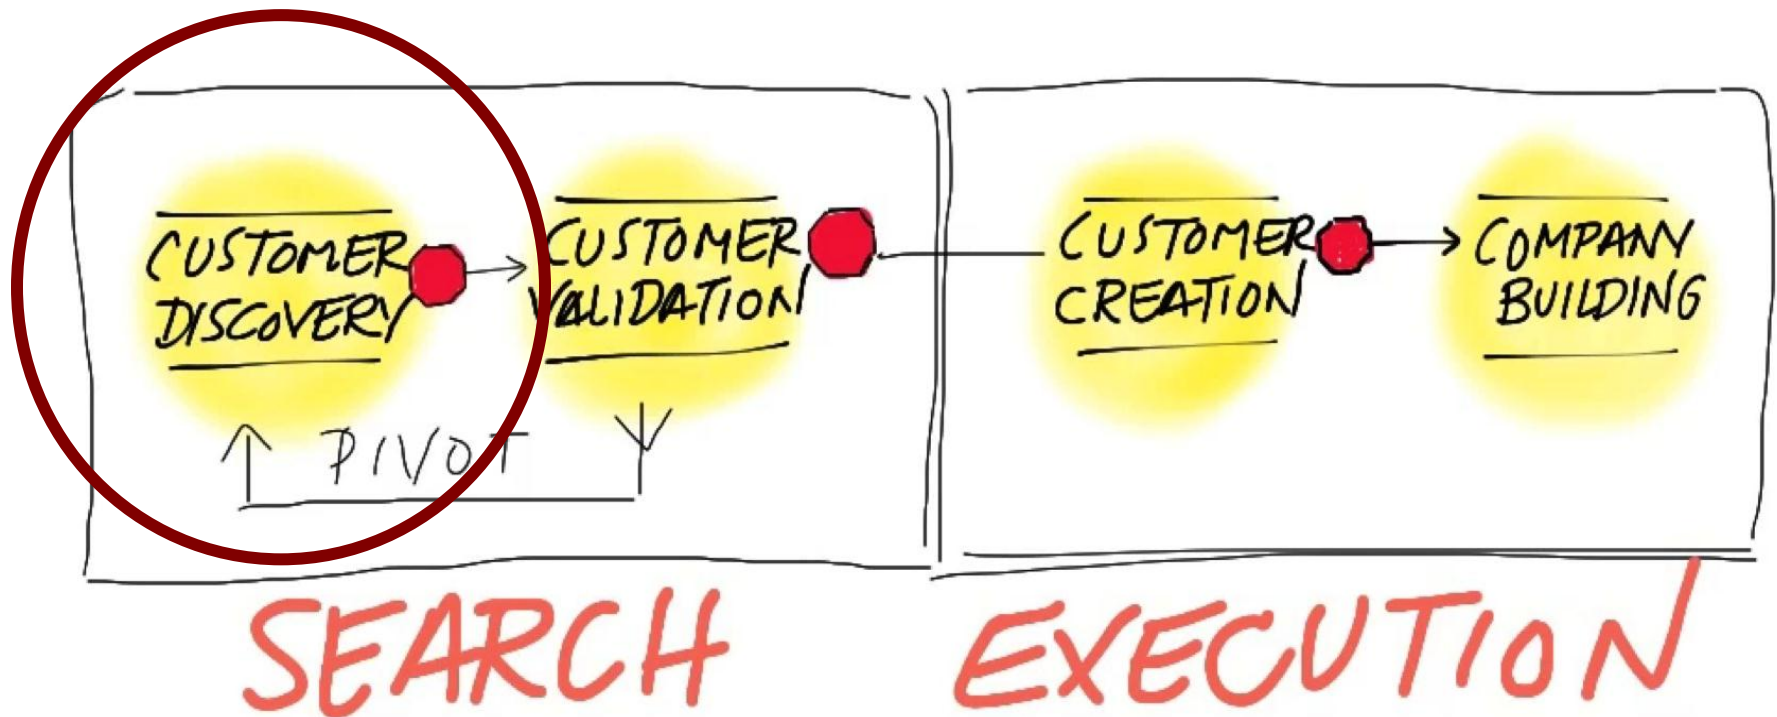 CUSTOMER
DISCOVERY
CUSTOMER
VALIDATION
CUSTOMER
CREATION
COMPANY
BUILDING
PIVOT
SEARCH
EXECUTION